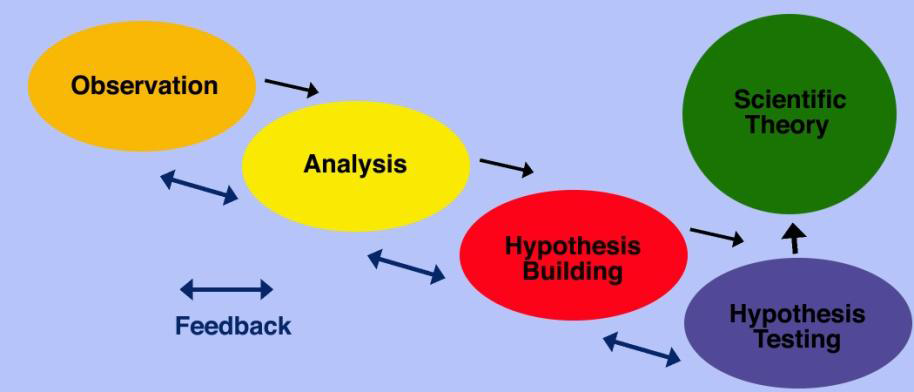 Observation
Analysis
Hypothesis
Building
Scientific
Theory
Hypothesis
Testing
Feedback